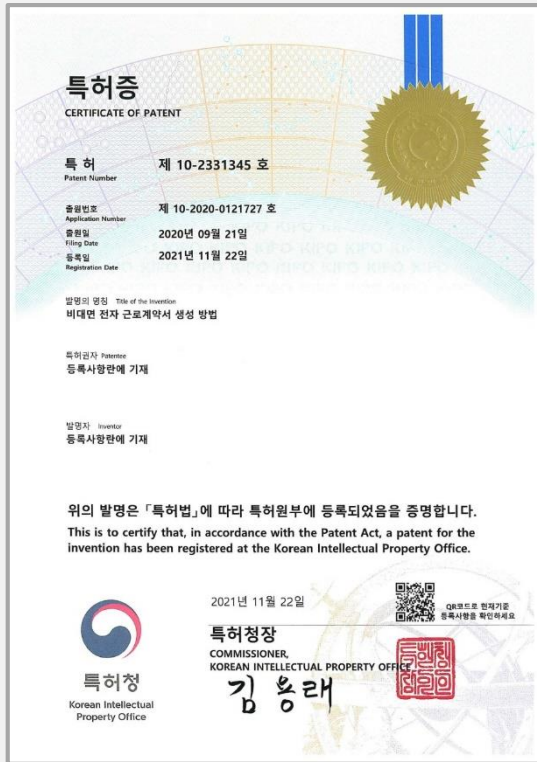 특허증
CERTIFICATE OF PATENT
특 허 제 10-2331345 호
Patent Number
출원번호 제 10-2020-0121727 호
Application Number
출원일 2020년 09월 21일
Filing Date
등록일 2021년 11월 22일
Registration Date
발명의 명칭 Title of the Invention
비대면 전자 근로계약서 생성 방법
특허권자 Patentee
등록사항란에 기재
발명자 Inventor
등록사항란에 기재
위의 발명은 「특허법」에 따라 특허원부에 등록되었음을 증명합니다.
This is to certify that, in accordance with the Patent Act, a patent for the
invention has been registered at the Korean Intellectual Property Office.
2021년 11월 22일
QR코드로 현재기준
등록사항을 확인하세요
특허청장
COMMISSIONER,
KOREAN INTELLECTUAL PROPERTY OFFICE
김용래
특허청
Korean Intellectual
Property Office